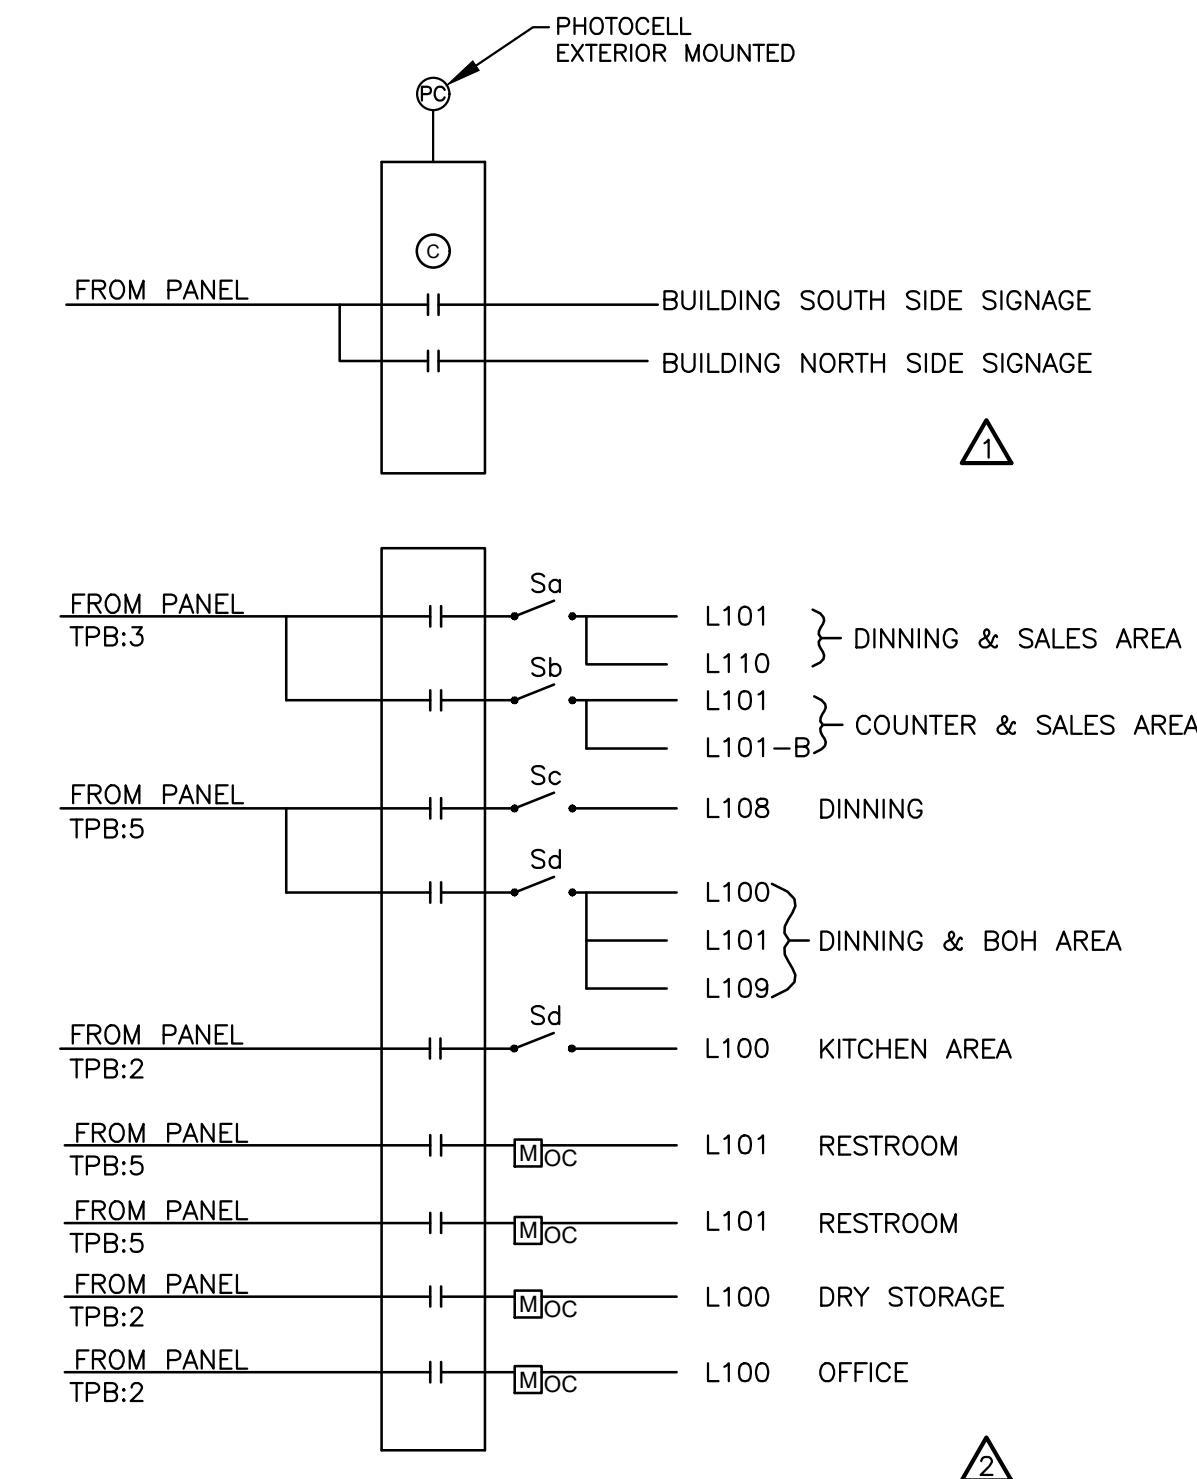 PHOTOCELL
EXTERIOR MOUNTED
PC
C
FROM PANEL
BUILDING SOUTH SIDE SIGNAGE
BUILDING NORTH SIDE SIGNAGE
1
FROM PANEL
TPB:3
Sa
L101
L110
DINNING & SALES AREA
Sb
L101
L101-B
COUNTER & SALES AREA
FROM PANEL
TPB:5
Sc
L108 DINNING
Sd
L100
L101
L109
DINNING & BOH AREA
FROM PANEL
TPB:2
Sd
L100 KITCHEN AREA
FROM PANEL
TPB:5
M OC
L101 RESTROOM
FROM PANEL
TPB:5
M OC
L101 RESTROOM
FROM PANEL
TPB:2
M OC
L100 DRY STORAGE
FROM PANEL
TPB:2
M OC
L100 OFFICE
2